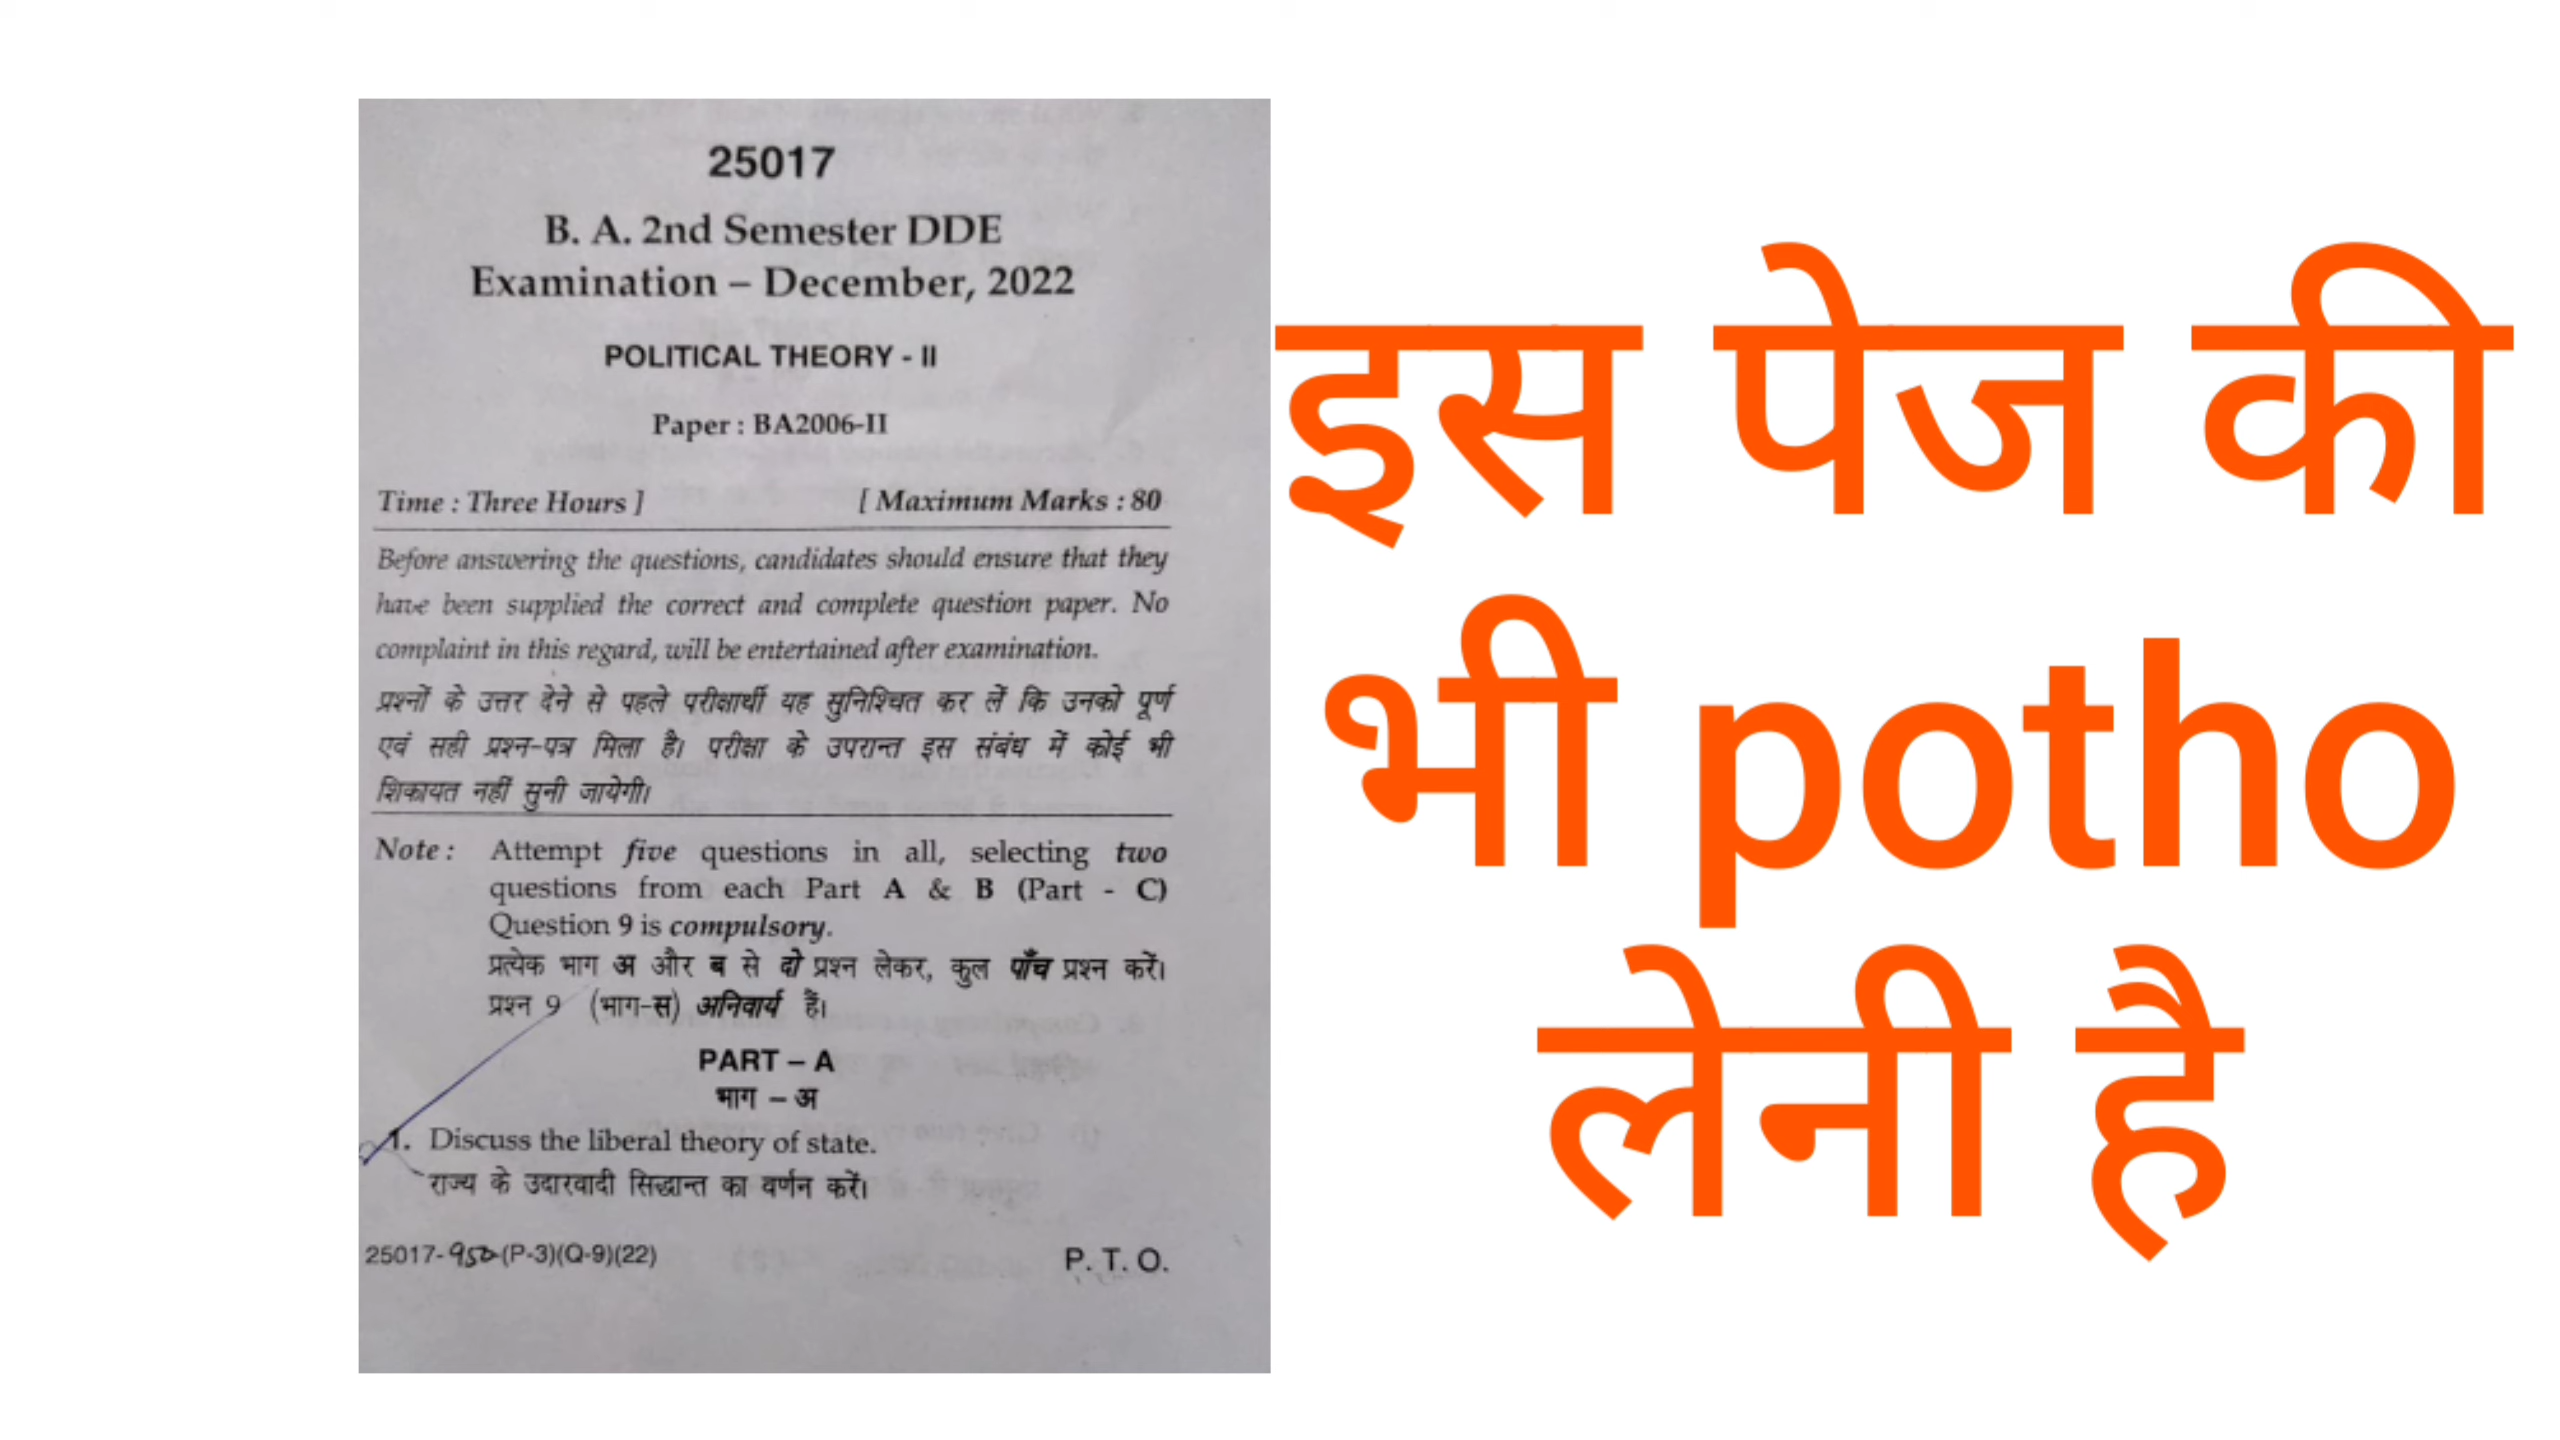 25017
B. A. 2nd Semester DDE
Examination – December, 2022
POLITICAL THEORY - II
Paper : BA2006-II
Time : Three Hours ] [ Maximum Marks : 80
Before answering the questions, candidates should ensure that they
have been supplied the correct and complete question paper. No
complaint in this regard, will be entertained after examination.
प्रश्नों के उत्तर देने से पहले परीक्षार्थी यह सुनिश्चित कर लें कि उनको पूर्ण
एवं सही प्रश्न-पत्र मिला है। परीक्षा के उपरान्त इस संबंध में कोई भी
शिकायत नहीं सुनी जायेगी।
Note : Attempt five questions in all, selecting two
questions from each Part A & B (Part - C)
Question 9 is compulsory.
प्रत्येक भाग अ और ब से दो प्रश्न लेकर, कुल पाँच प्रश्न करें।
प्रश्न 9 (भाग-स) अनिवार्य हैं।
PART – A
भाग – अ
1. Discuss the liberal theory of state.
राज्य के उदारवादी सिद्धान्त का वर्णन करें।
25017-950-(P-3)(Q-9)(22) P. T. O.
इस पेज की
भी potho
लेनी है